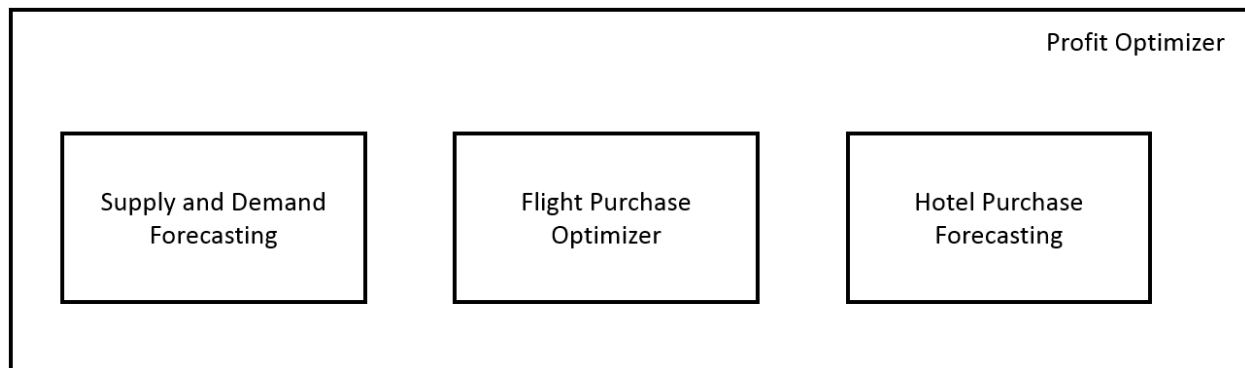 Profit Optimizer
Supply and Demand
Forecasting
Flight Purchase
Optimizer
Hotel Purchase
Forecasting